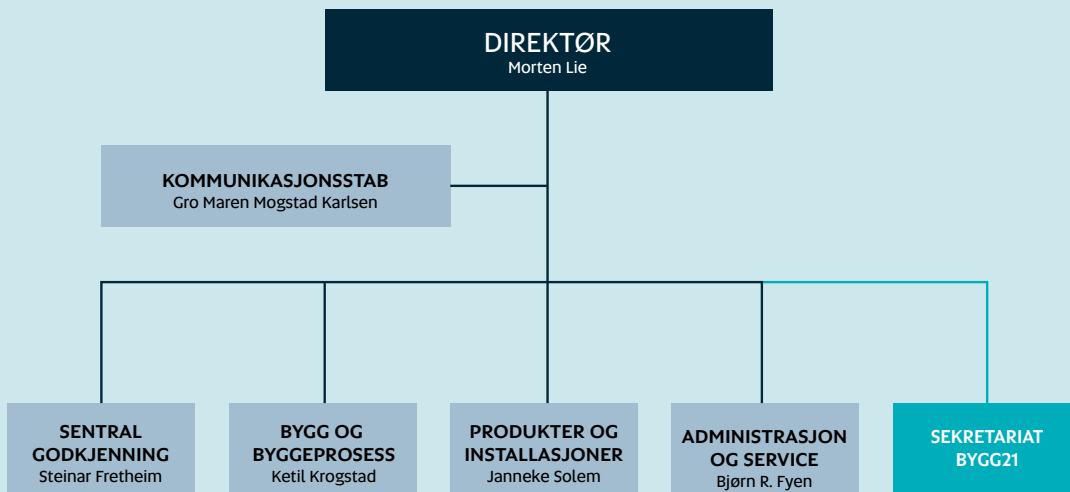 DIREKTØR
Morten Lie
KOMMUNIKASJONSSTAB
Gro Maren Mogstad Karlsen
SENTRAL
GODKJENNING
Steinar Fretheim
BYGG OG
BYGGEPROSESS
Ketil Krogstad
PRODUKTER OG
INSTALLASJONER
Janneke Solem
ADMINISTRASJON
OG SERVICE
Bjørn R. Fyen
SEKRETARIAT
BYGG21